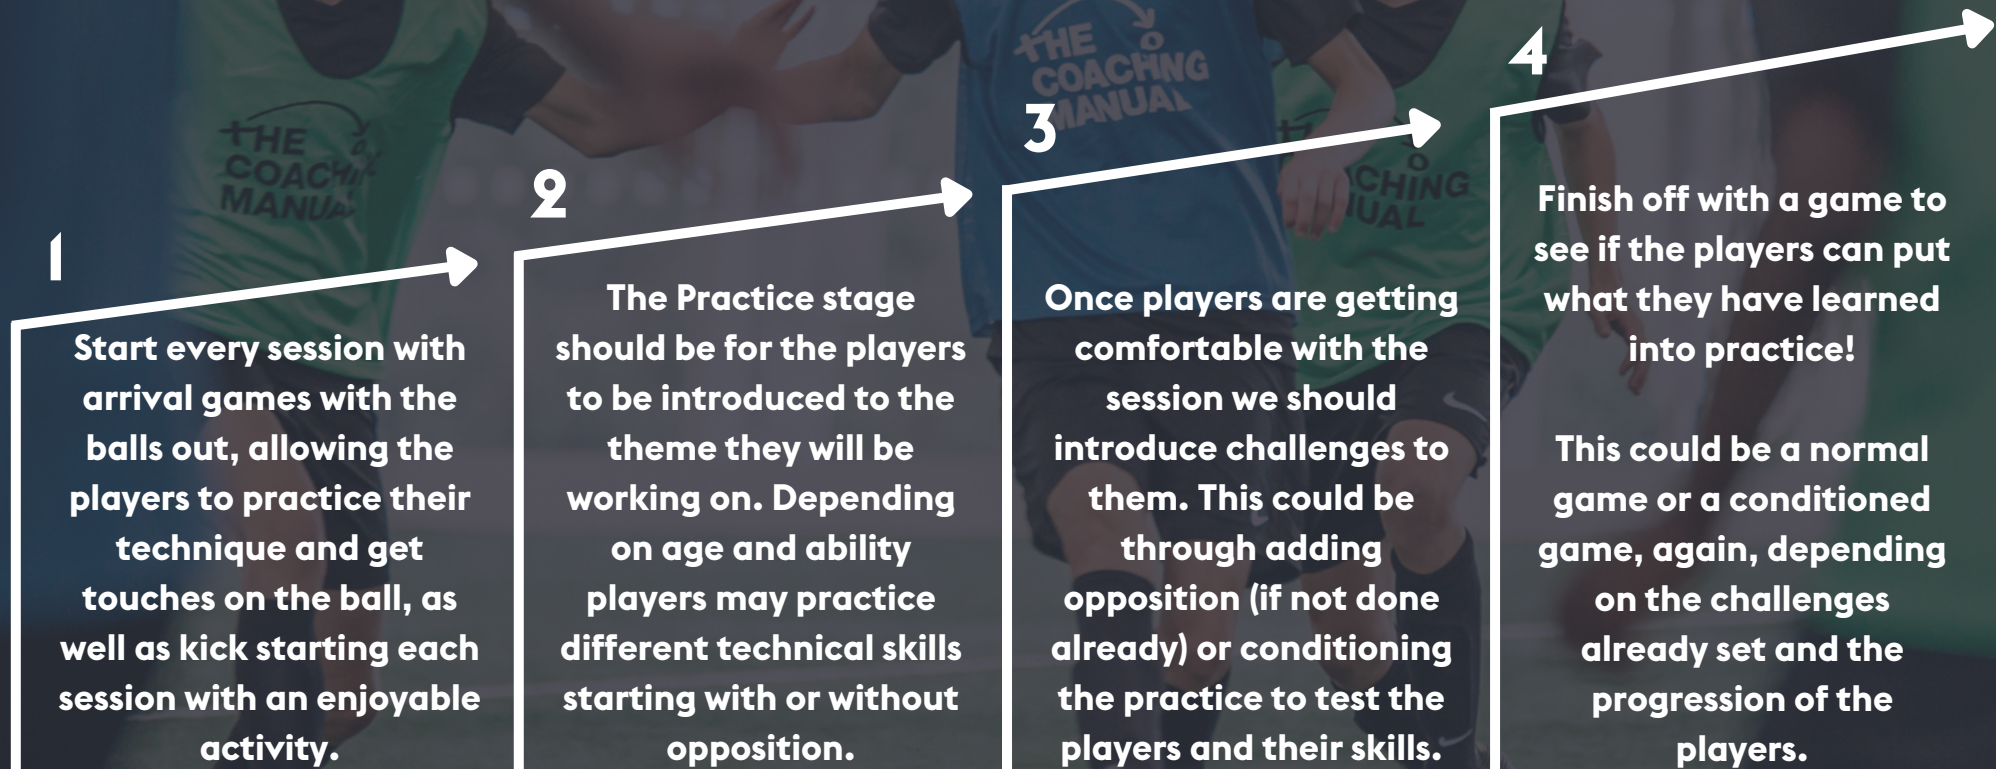 THE
COACHING
MANUAL
THE
COACHING
MANUAL
CHING
UAL
1
Start every session with
arrival games with the
balls out, allowing the
players to practice their
technique and get
touches on the ball, as
well as kick starting each
session with an enjoyable
activity.
2
The Practice stage
should be for the players
to be introduced to the
theme they will be
working on. Depending
on age and ability
players may practice
different technical skills
starting with or without
opposition.
3
Once players are getting
comfortable with the
session we should
introduce challenges to
them. This could be
through adding
opposition (if not done
already) or conditioning
the practice to test the
players and their skills.
4
Finish off with a game to
see if the players can put
what they have learned
into practice!
This could be a normal
game or a conditioned
game, again, depending
on the challenges
already set and the
progression of the
players.